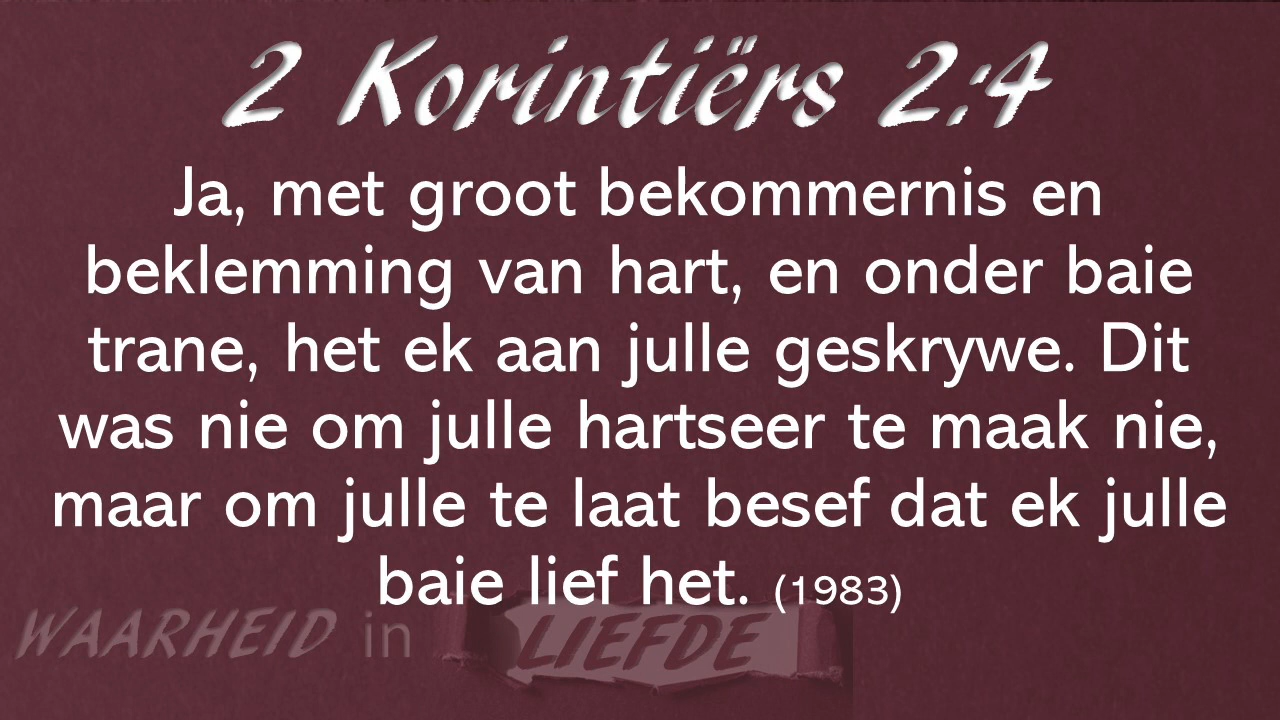 2 Korintiërs 2:4
Ja, met groot bekommernis en
beklemming van hart, en onder baie
trane, het ek aan julle geskrywe. Dit
was nie om julle hartseer te maak nie,
maar om julle te laat besef dat ek julle
baie lief het. (1983)
WAARHEID in LIEFDE